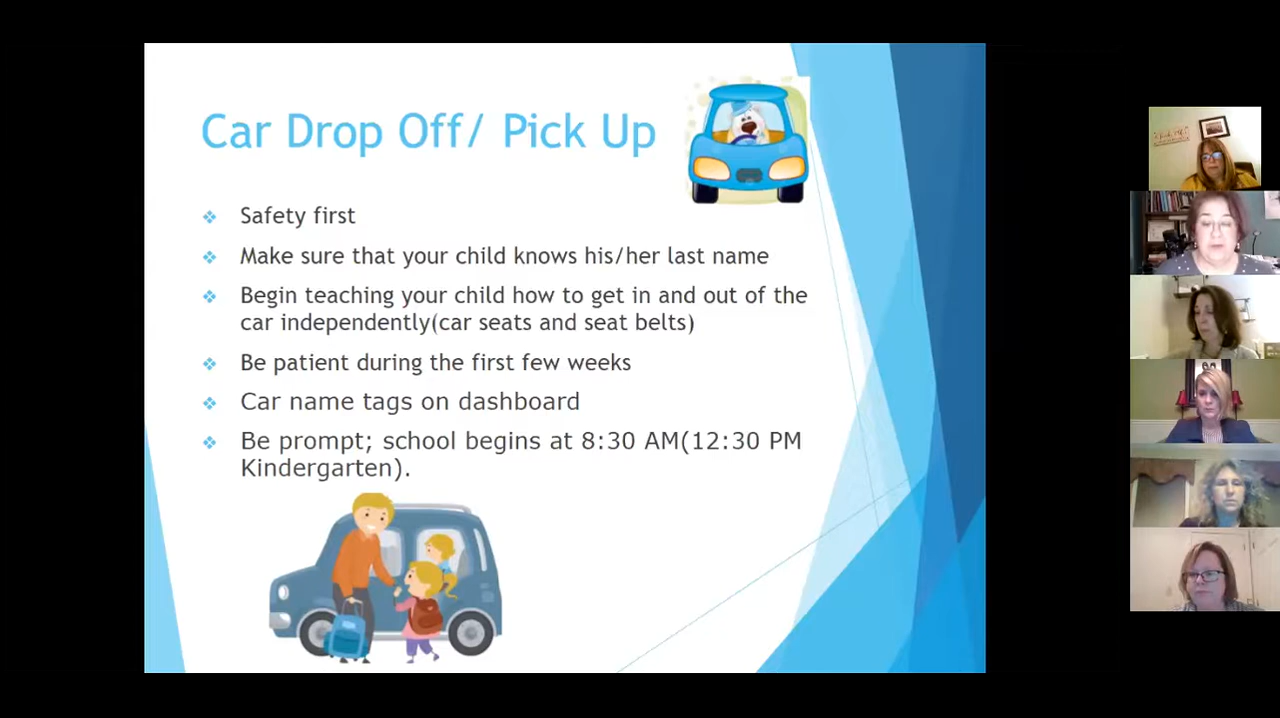 Car Drop Off/ Pick Up
Safety first
Make sure that your child knows his/her last name
Begin teaching your child how to get in and out of the
car independently(car seats and seat belts)
Be patient during the first few weeks
Car name tags on dashboard
Be prompt; school begins at 8:30 AM(12:30 PM
Kindergarten).